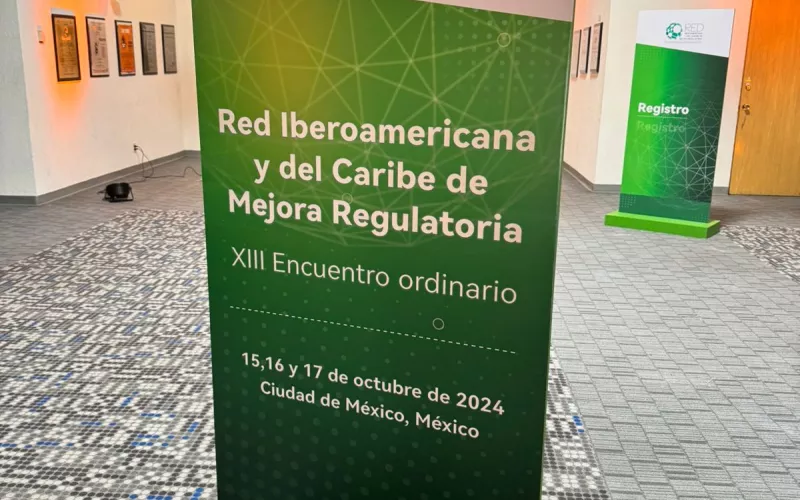 Red Iberoamericana
y del Caribe de
Mejora Regulatoria
XIII Encuentro ordinario
15,16 y 17 de octubre de 2024
Ciudad de México, México
RED
Registro
Registro